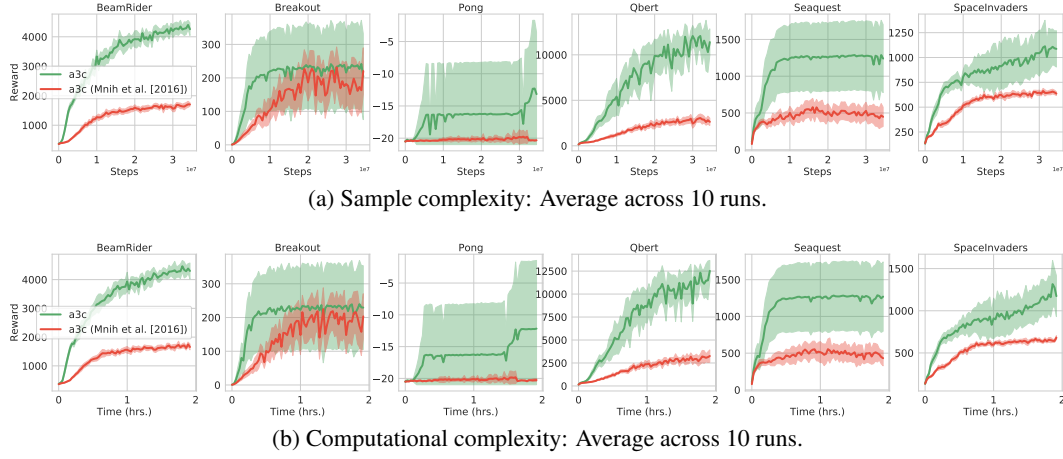 BeamRider Breakout Pong Qbert Seaquest SpaceInvaders
Reward
4000 3000 2000 1000
a3c
a3c (Mnih et al. [2016])
300 200 100 0
−5 −10 −15 −20
10000 5000 0
1500 1000 500
1250 1000 750 500 250
0 1 2 3 0 1 2 3 0 1 2 3 0 1 2 3 0 1 2 3 0 1 2 3
1e7 1e7 1e7 1e7 1e7 1e7
Steps Steps Steps Steps Steps Steps
(a) Sample complexity: Average across 10 runs.
BeamRider Breakout Pong Qbert Seaquest SpaceInvaders
Reward
4000 3000 2000 1000
a3c
a3c (Mnih et al. [2016])
300 200 100 0
−5 −10 −15 −20
12500 10000 7500 5000 2500 0
1500 1000 500
1500 1000 500
0 1 2 0 1 2 0 1 2 0 1 2 0 1 2 0 1 2
Time (hrs.) Time (hrs.) Time (hrs.) Time (hrs.) Time (hrs.) Time (hrs.)
(b) Computational complexity: Average across 10 runs.